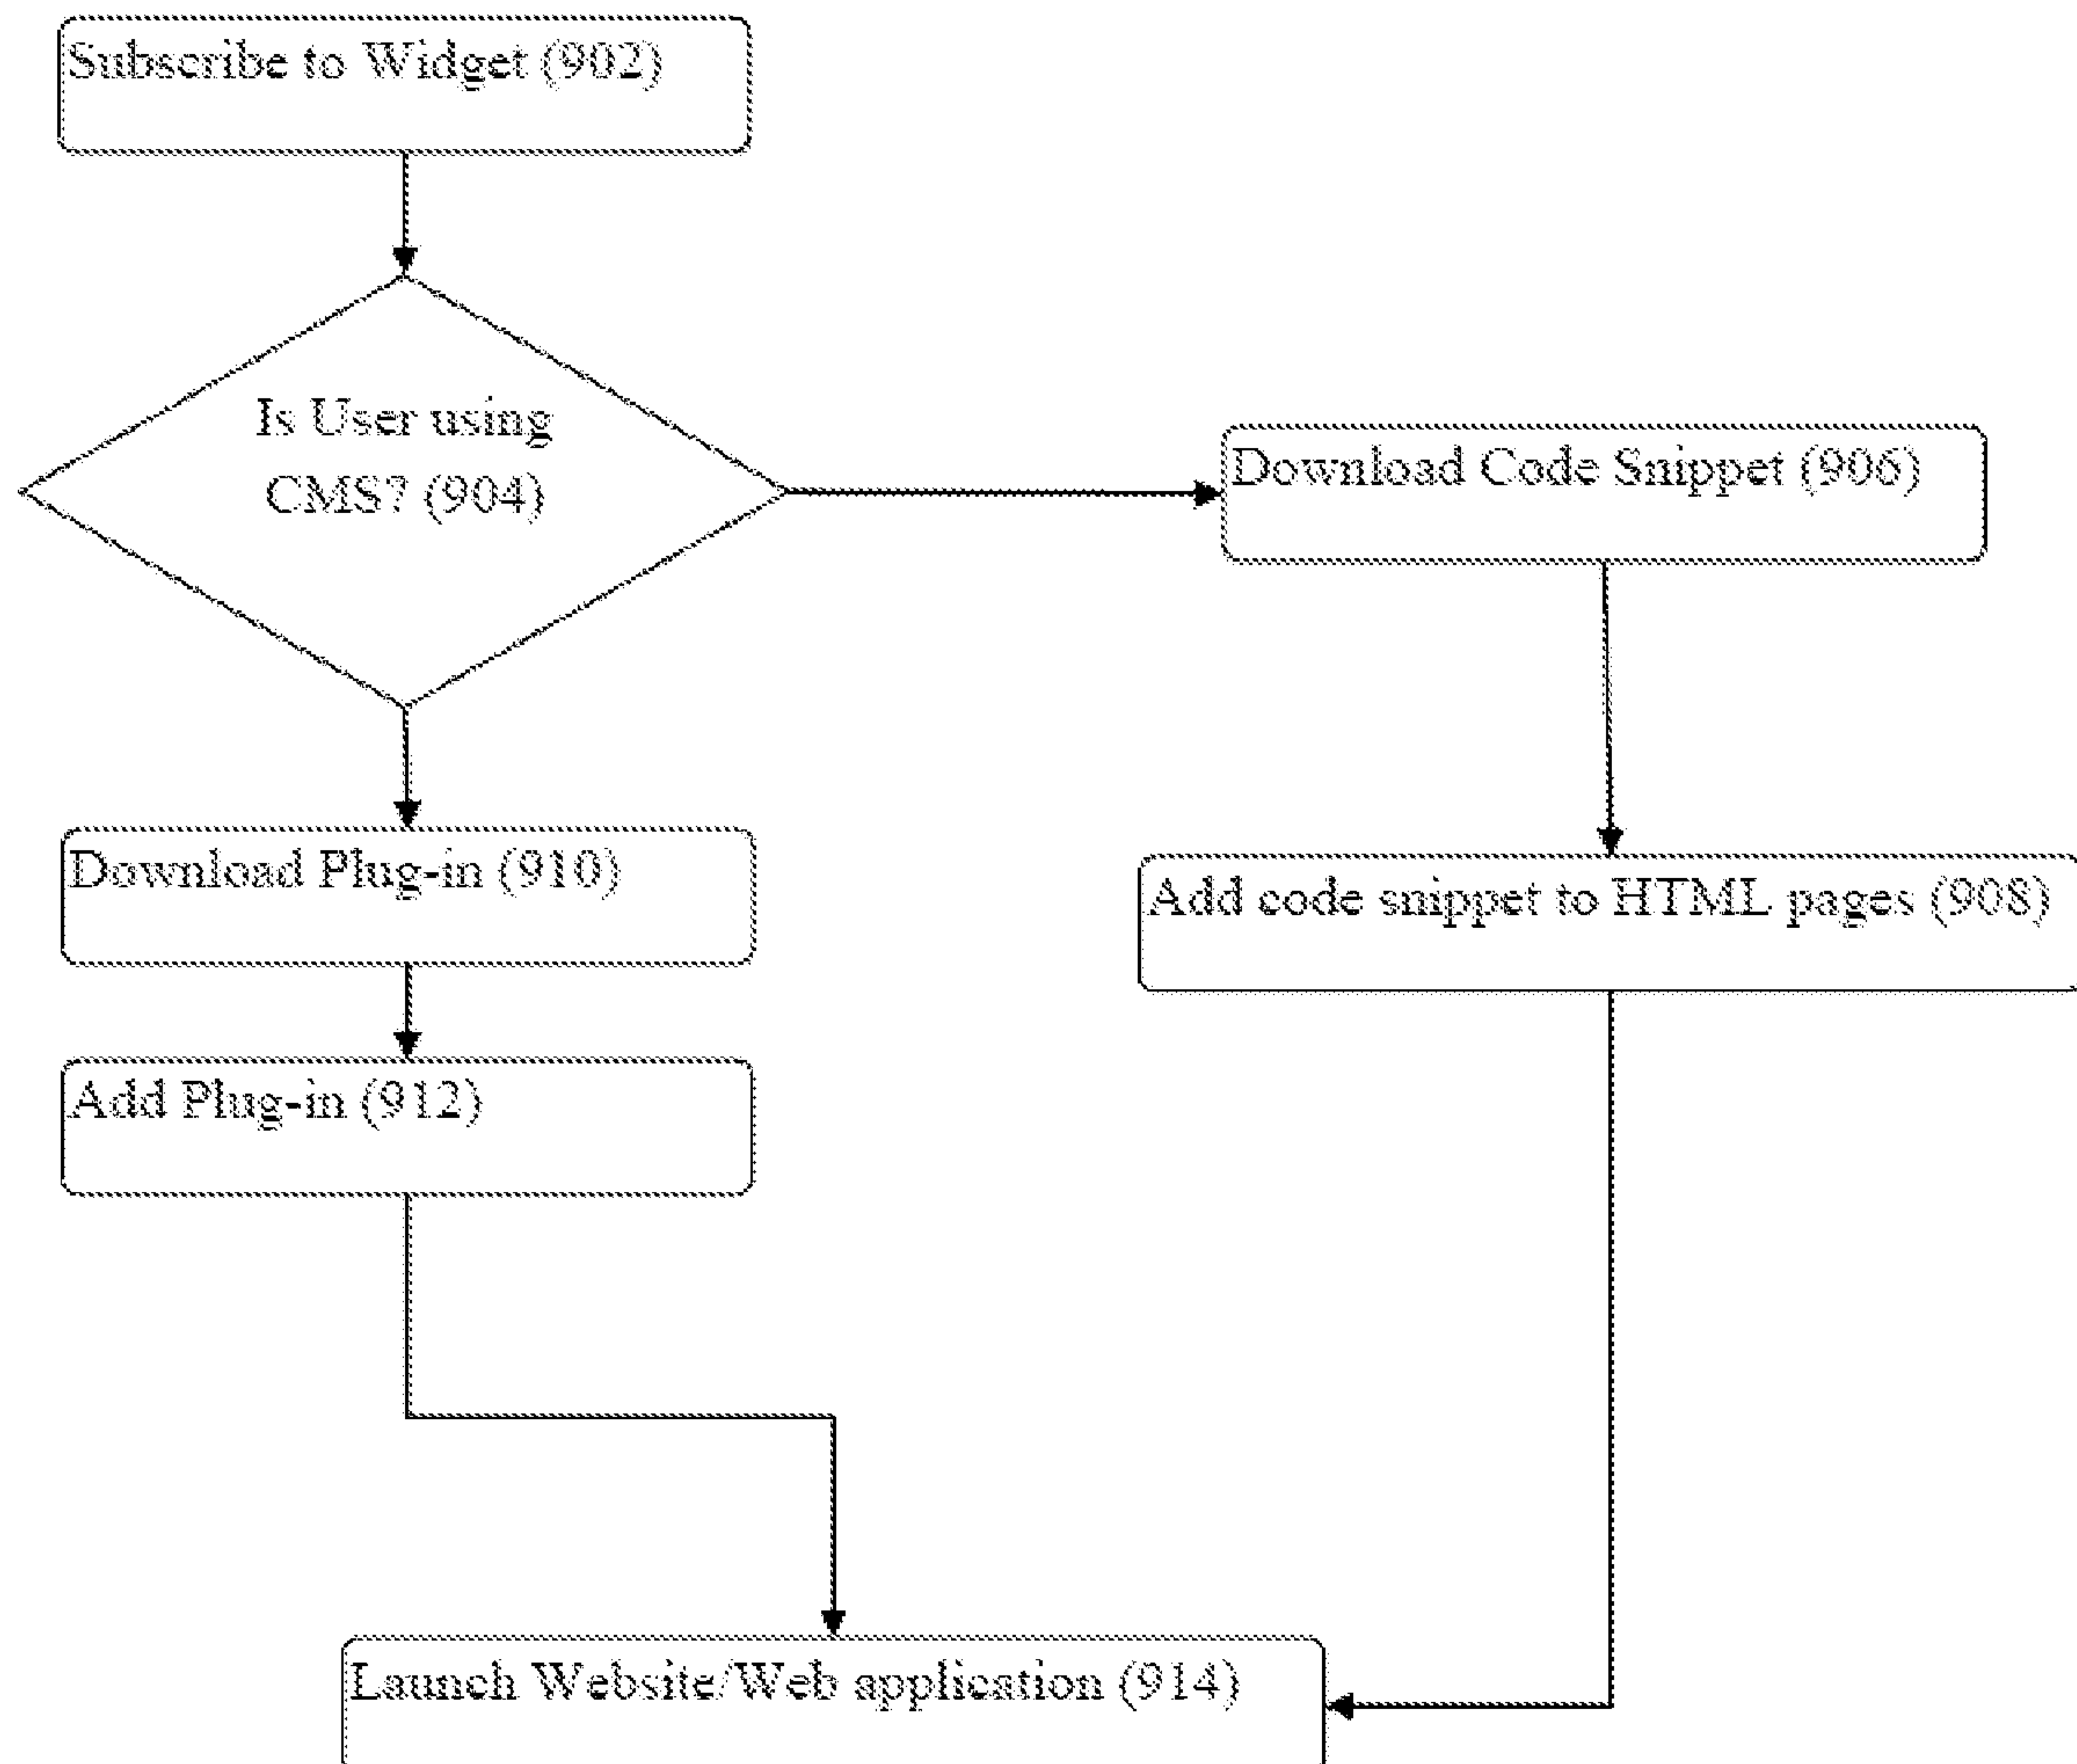 Subscribe to Widget (902)
Is User using
CMS? (904)
Download Code Snippet (906)
Download Plug-in (910)
Add code snippet to HTML pages (908)
Add Plug-in (912)
Launch Website/Web application (914)